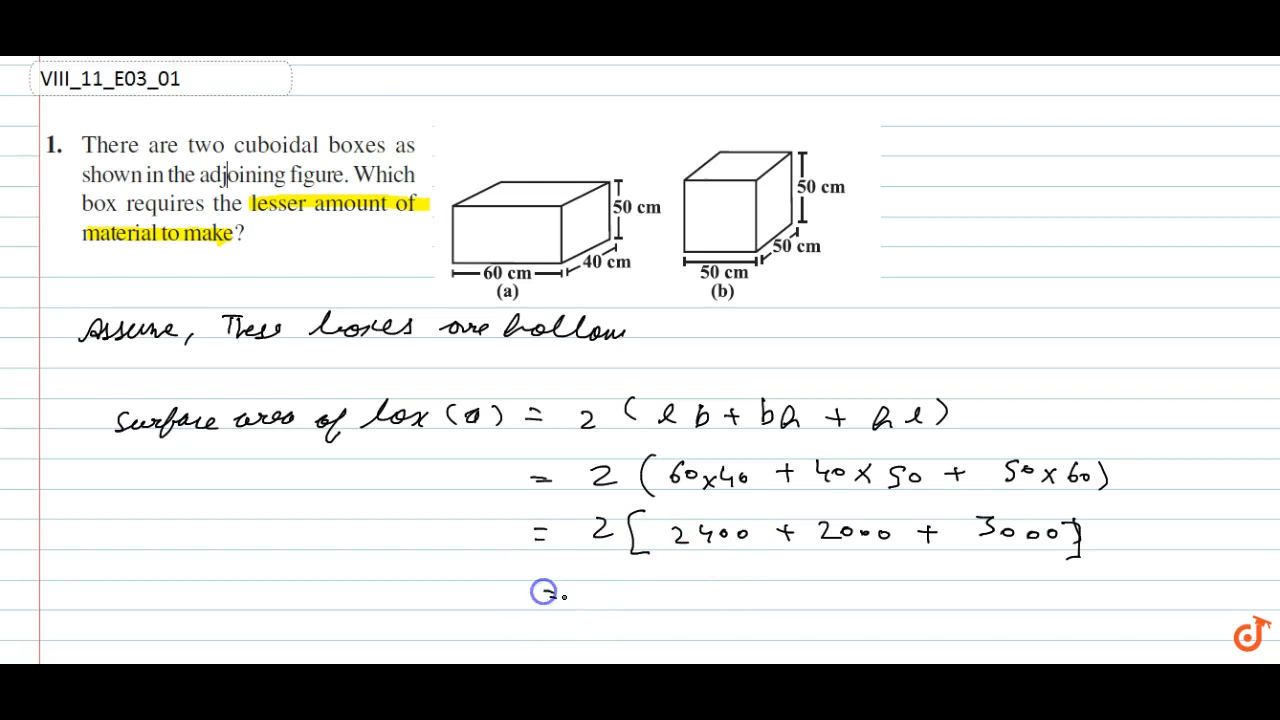 VIII_11_E03_01
1. There are two cuboidal boxes as
shown in the adjoining figure. Which
box requires the lesser amount of
material to make?
50 cm
40 cm
60 cm
(a)
50 cm
50 cm
50 cm
(b)
Assume, These boxes are hollow
Surface area of box (a) = 2 ( l b + b h + h l )
= 2 ( 60 x 40 + 40 x 50 + 50 x 60 )
= 2 [ 2400 + 2000 + 3000 ]
=